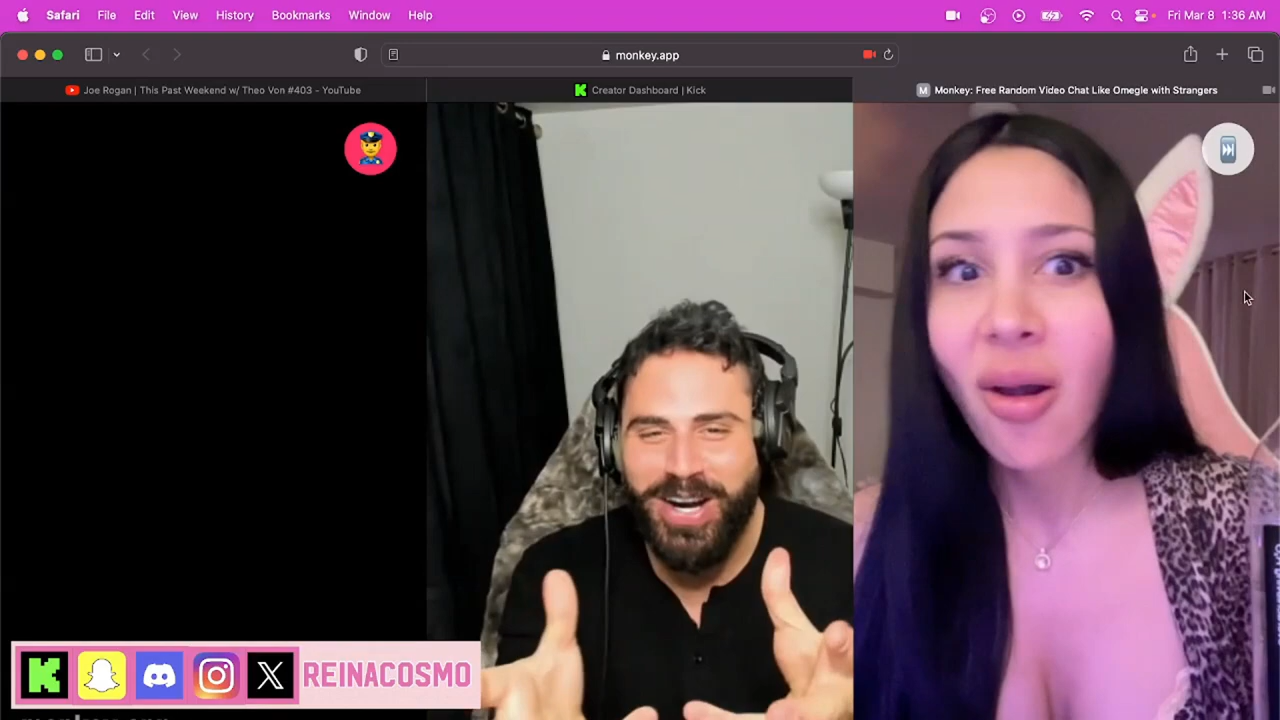 Safari File Edit View History Bookmarks Window Help Fri Mar 8 1:36 AM
monkey.app
Joe Rogan | This Past Weekend w/ Theo Von #403 - YouTube
Creator Dashboard | Kick
M Monkey: Free Random Video Chat Like Omegle with Strangers
REINACOSMO
monkey.app